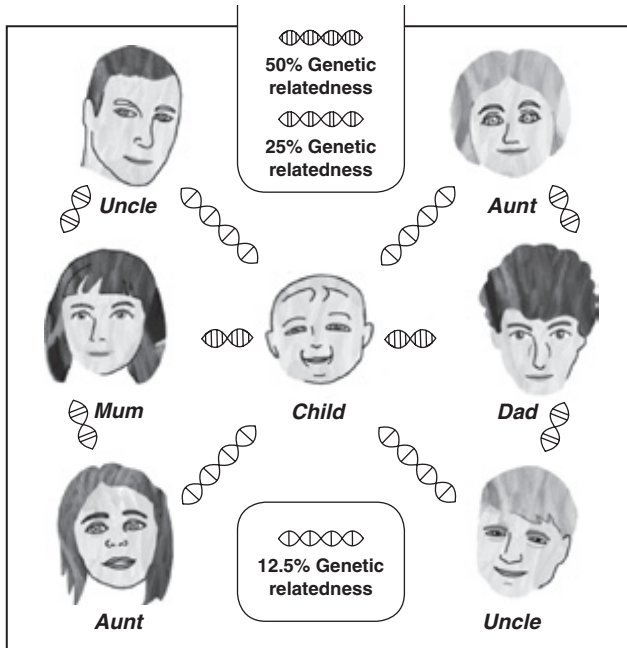 50% Genetic
relatedness
25% Genetic
relatedness
Uncle
Aunt
Mum
Child
Dad
12.5% Genetic
relatedness
Aunt
Uncle